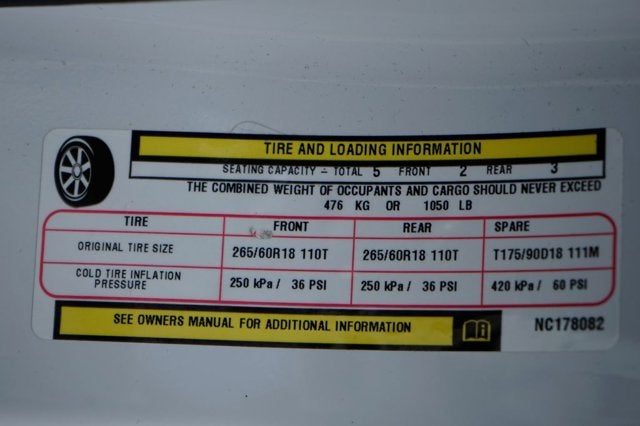 TIRE AND LOADING INFORMATION
SEATING CAPACITY – TOTAL 5 FRONT 2 REAR 3
THE COMBINED WEIGHT OF OCCUPANTS AND CARGO SHOULD NEVER EXCEED
476 KG OR 1050 LB
TIRE FRONT REAR SPARE
ORIGINAL TIRE SIZE 265/60R18 110T 265/60R18 110T T175/90D18 111M
COLD TIRE INFLATION
PRESSURE 250 kPa / 36 PSI 250 kPa / 36 PSI 420 kPa / 60 PSI
SEE OWNERS MANUAL FOR ADDITIONAL INFORMATION
NC178082